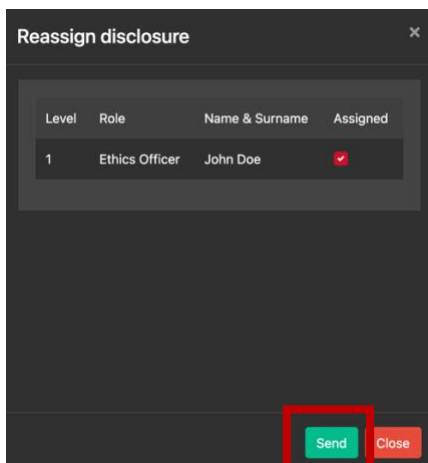 Reassign disclosure ×
Level Role Name & Surname Assigned
1 Ethics Officer John Doe
Send Close